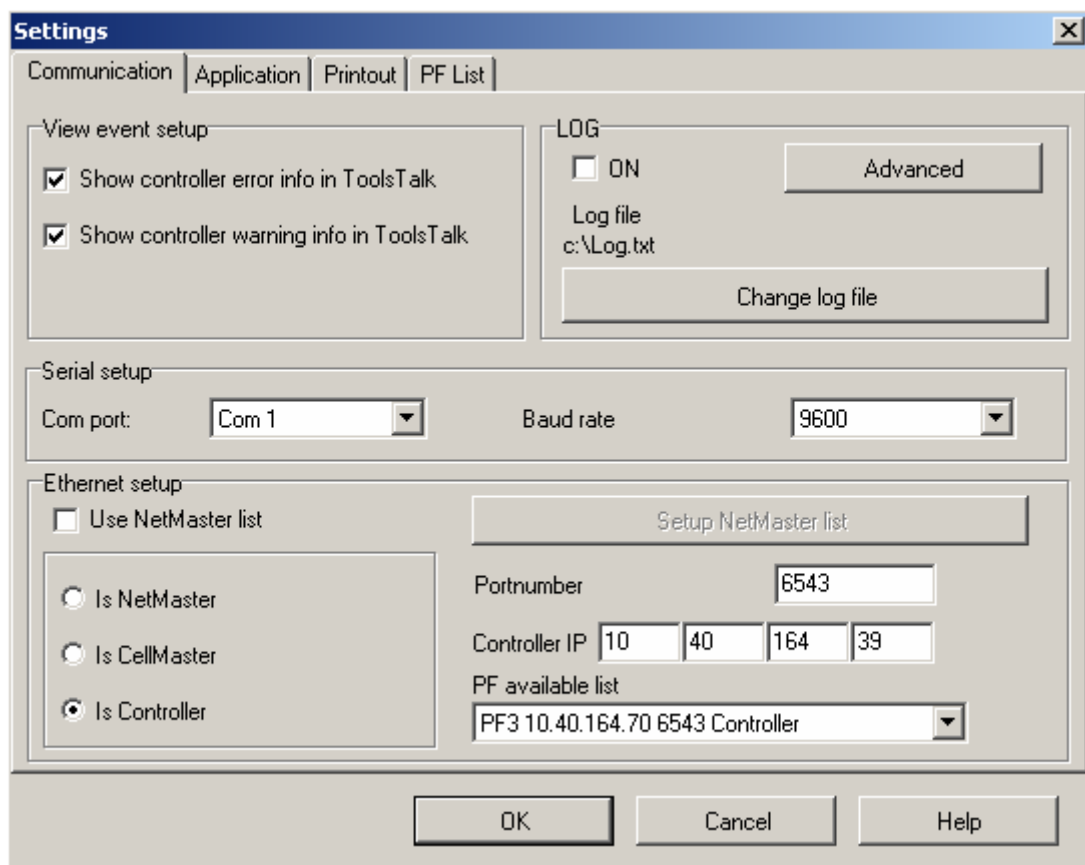 Settings
Communication Application Printout PF List
View event setup
Show controller error info in ToolsTalk
Show controller warning info in ToolsTalk
LOG
ON Advanced
Log file
c:\Log.txt
Change log file
Serial setup
Com port: Com 1 Baud rate 9600
Ethernet setup
Use NetMaster list Setup NetMaster list
Is NetMaster
Is CellMaster
Is Controller
Portnumber 6543
Controller IP 10 40 164 39
PF available list
PF3 10.40.164.70 6543 Controller
OK Cancel Help